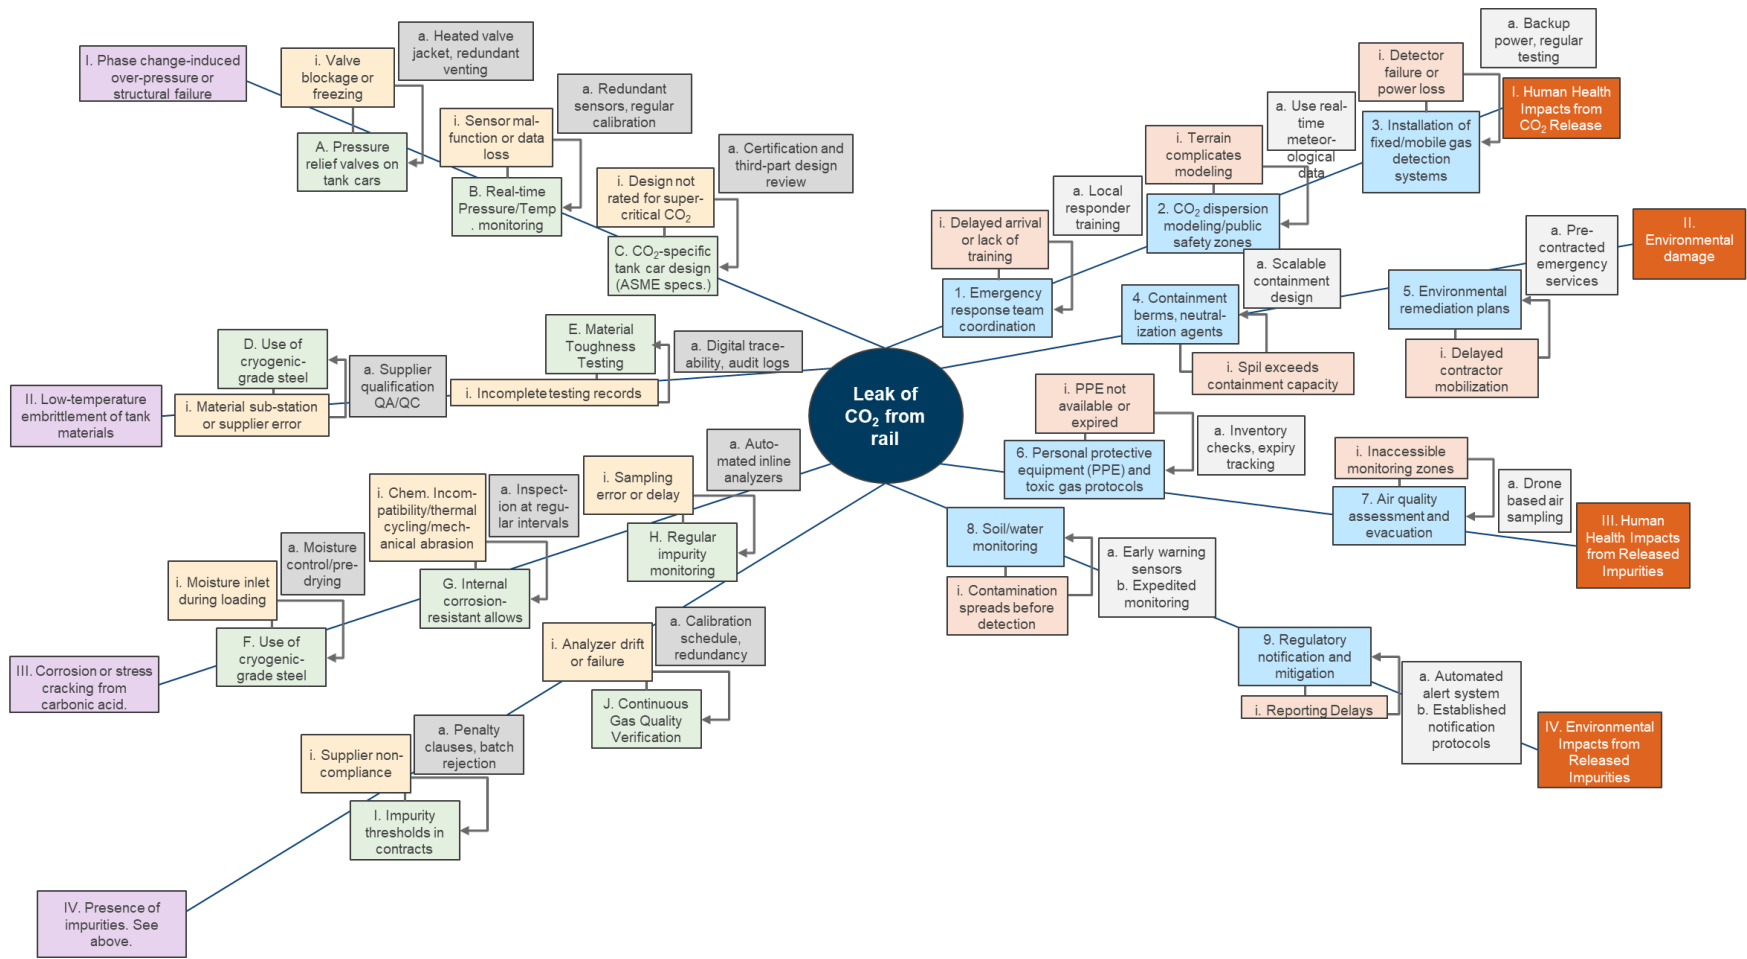 I. Phase change-induced
over-pressure or
structural failure
i. Valve
blockage or
freezing
a. Heated valve
jacket, redundant
venting
A. Pressure
relief valves on
tank cars
i. Sensor mal-
function or data
loss
a. Redundant
sensors, regular
calibration
B. Real-time
Pressure/Temp
. monitoring
i. Design not
rated for super-
critical CO2
a. Certification and
third-part design
review
C. CO2-specific
tank car design
(ASME specs.)
II. Low-temperature
embrittlement of tank
materials
D. Use of
cryogenic-
grade steel
i. Material sub-station
or supplier error
a. Supplier
qualification
QA/QC
E. Material
Toughness
Testing
i. Incomplete testing records
a. Digital trace-
ability, audit logs
III. Corrosion or stress
cracking from
carbonic acid.
i. Moisture inlet
during loading
a. Moisture
control/pre-
drying
F. Use of
cryogenic-
grade steel
i. Chem. Incom-
patibility/thermal
cycling/mech-
anical abrasion
a. Inspect-
ion at regu-
lar intervals
G. Internal
corrosion-
resistant allows
i. Sampling
error or delay
a. Auto-
mated inline
analyzers
H. Regular
impurity
monitoring
IV. Presence of
impurities. See
above.
i. Supplier non-
compliance
a. Penalty
clauses, batch
rejection
I. Impurity
thresholds in
contracts
i. Analyzer drift
or failure
a. Calibration
schedule,
redundancy
J. Continuous
Gas Quality
Verification
Leak of
CO2 from
rail
i. Delayed arrival
or lack of
training
a. Local
responder
training
1. Emergency
response team
coordination
i. Terrain
complicates
modeling
a. Use real-
time
meteor-
ological
data
2. CO2 dispersion
modeling/public
safety zones
i. Detector
failure or
power loss
a. Backup
power, regular
testing
3. Installation of
fixed/mobile gas
detection
systems
I. Human Health
Impacts from
CO2 Release
4. Containment
berms, neutral-
ization agents
a. Scalable
containment
design
i. Spil exceeds
containment capacity
5. Environmental
remediation plans
a. Pre-
contracted
emergency
services
i. Delayed
contractor
mobilization
II.
Environmental
damage
i. PPE not
available or
expired
a. Inventory
checks, expiry
tracking
6. Personal protective
equipment (PPE) and
toxic gas protocols
i. Inaccessible
monitoring zones
a. Drone
based air
sampling
7. Air quality
assessment and
evacuation
III. Human
Health Impacts
from Released
Impurities
8. Soil/water
monitoring
i. Contamination
spreads before
detection
a. Early warning
sensors
b. Expedited
monitoring
9. Regulatory
notification and
mitigation
i. Reporting Delays
a. Automated
alert system
b. Established
notification
protocols
IV. Environmental
Impacts from
Released
Impurities